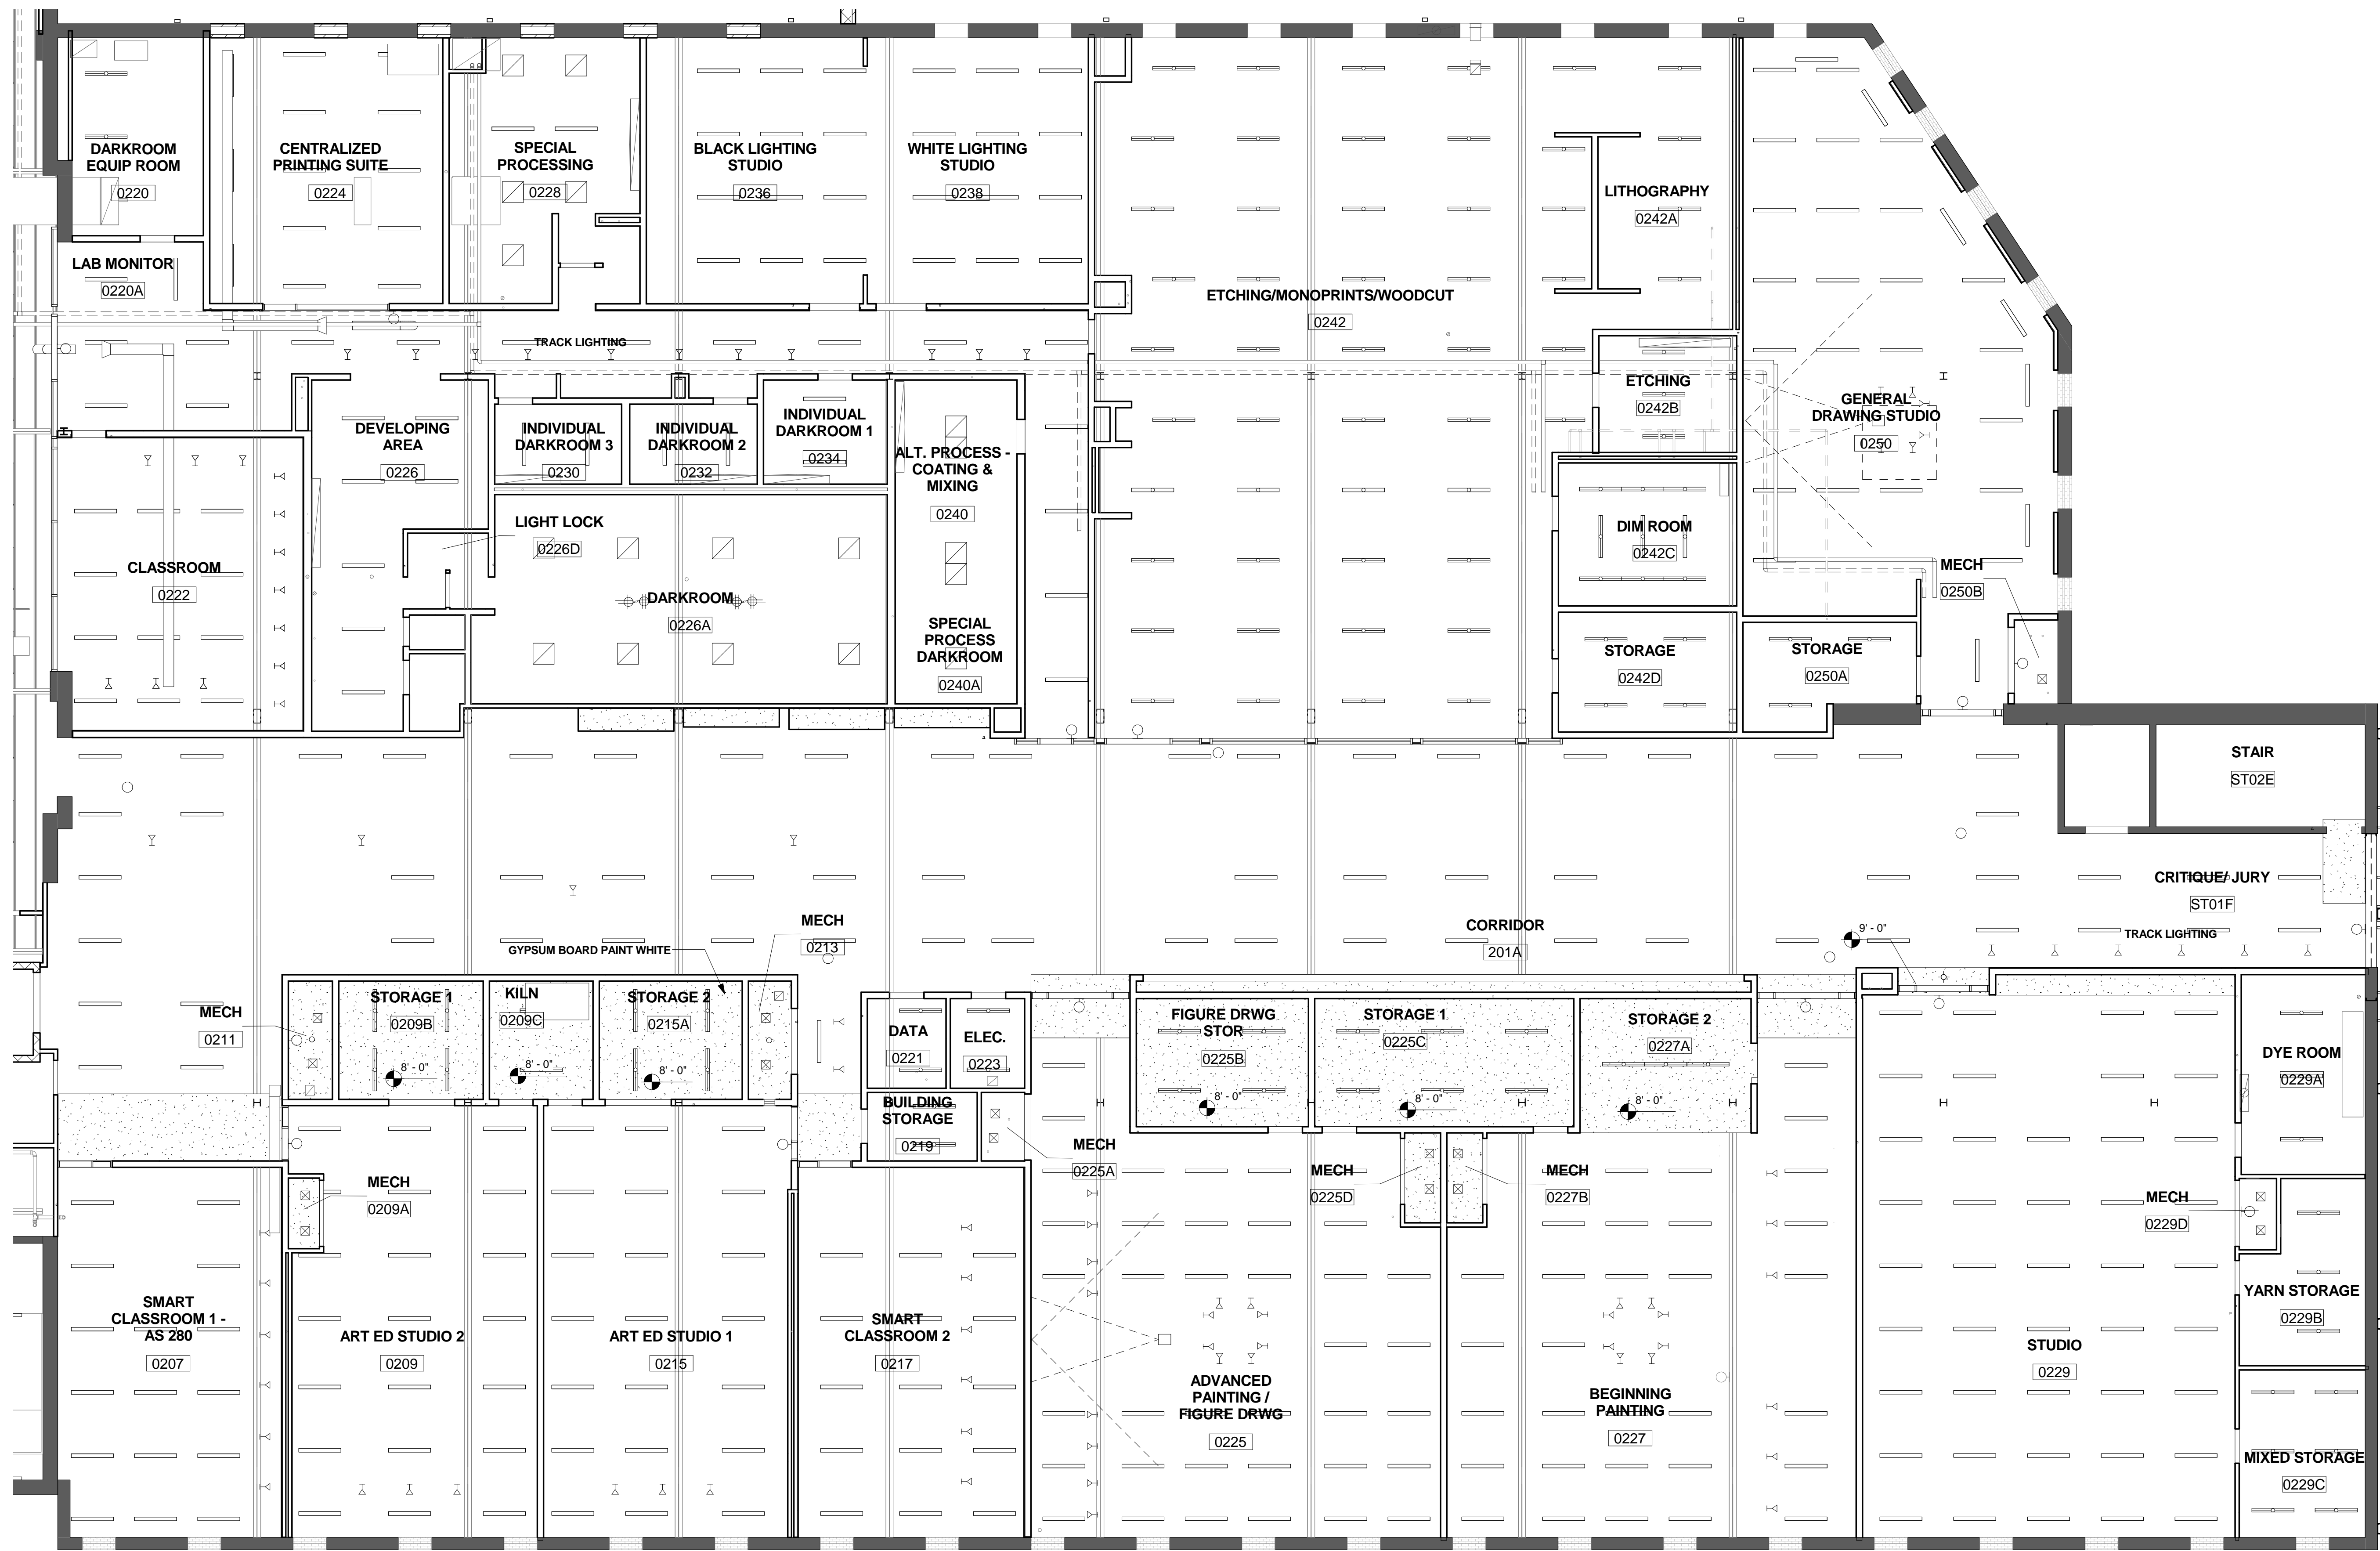 DARKROOM
EQUIP ROOM
0220
CENTRALIZED
PRINTING SUITE
0224
SPECIAL
PROCESSING
0228
BLACK LIGHTING
STUDIO
0236
WHITE LIGHTING
STUDIO
0238
LITHOGRAPHY
0242A
LAB MONITOR
0220A
ETCHING/MONOPRINTS/WOODCUT
0242
TRACK LIGHTING
ETCHING
0242B
GENERAL
DRAWING STUDIO
0250
DEVELOPING
AREA
0226
INDIVIDUAL
DARKROOM 3
0230
INDIVIDUAL
DARKROOM 2
0232
INDIVIDUAL
DARKROOM 1
0234
ALT. PROCESS -
COATING &
MIXING
0240
LIGHT LOCK
0226D
DIM ROOM
0242C
CLASSROOM
0222
MECH
0250B
DARKROOM
0226A
SPECIAL
PROCESS
DARKROOM
0240A
STORAGE
0242D
STORAGE
0250A
STAIR
ST02E
CRITIQUE/ JURY
ST01F
TRACK LIGHTING
MECH
0213
CORRIDOR
201A
9' - 0"
GYPSUM BOARD PAINT WHITE
MECH
0211
STORAGE 1
0209B
8' - 0"
KILN
0209C
8' - 0"
STORAGE 2
0215A
8' - 0"
DATA
0221
ELEC.
0223
FIGURE DRWG
STOR
0225B
8' - 0"
STORAGE 1
0225C
8' - 0"
STORAGE 2
0227A
8' - 0"
DYE ROOM
0229A
BUILDING
STORAGE
0219
MECH
0225A
MECH
0225D
MECH
0227B
MECH
0209A
MECH
0229D
SMART
CLASSROOM 1 -
AS 280
0207
ART ED STUDIO 2
0209
ART ED STUDIO 1
0215
SMART
CLASSROOM 2
0217
ADVANCED
PAINTING /
FIGURE DRWG
0225
BEGINNING
PAINTING
0227
STUDIO
0229
YARN STORAGE
0229B
MIXED STORAGE
0229C